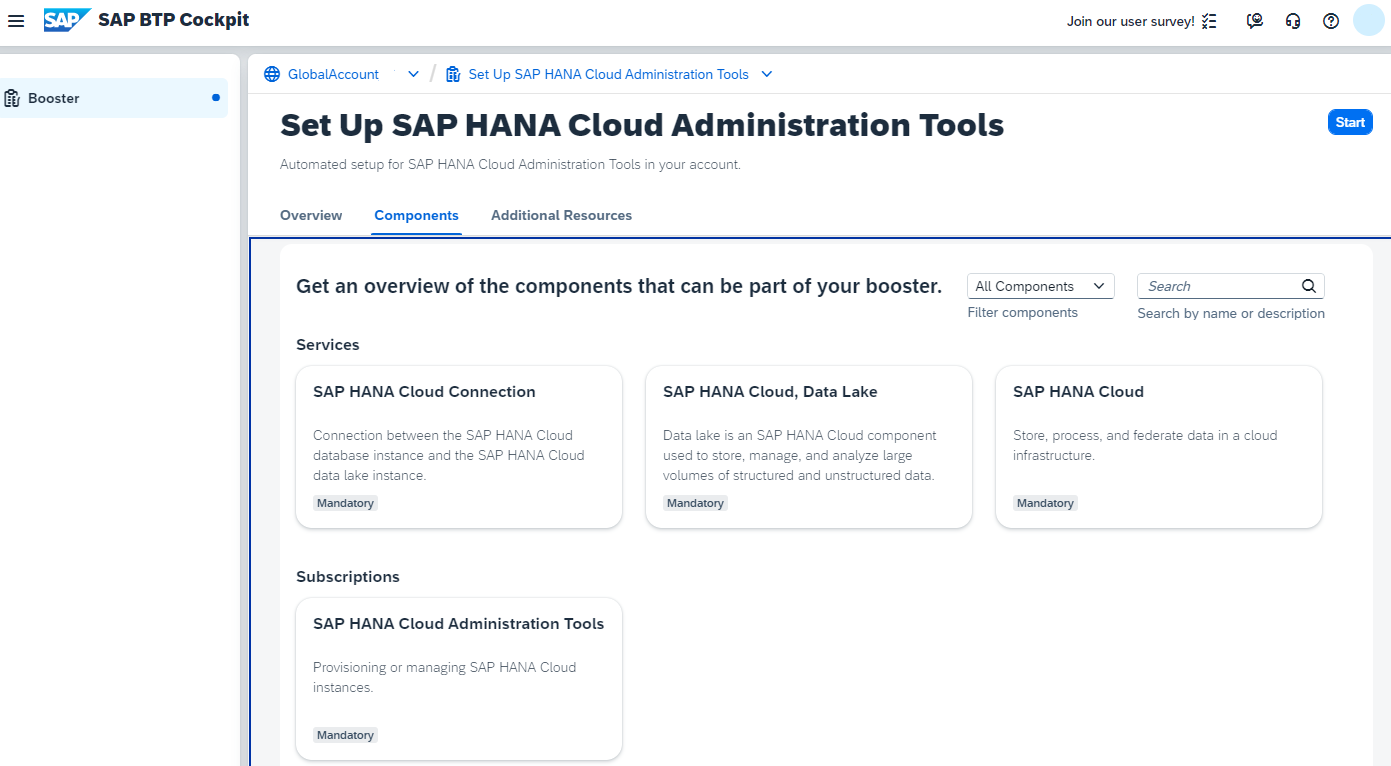 SAP SAP BTP Cockpit
Join our user survey!
Booster
GlobalAccount / Set Up SAP HANA Cloud Administration Tools
Set Up SAP HANA Cloud Administration Tools
Start
Automated setup for SAP HANA Cloud Administration Tools in your account.
Overview Components Additional Resources
Get an overview of the components that can be part of your booster.
All Components
Search
Filter components
Search by name or description
Services
SAP HANA Cloud Connection
Connection between the SAP HANA Cloud
database instance and the SAP HANA Cloud
data lake instance.
Mandatory
SAP HANA Cloud, Data Lake
Data lake is an SAP HANA Cloud component
used to store, manage, and analyze large
volumes of structured and unstructured data.
Mandatory
SAP HANA Cloud
Store, process, and federate data in a cloud
infrastructure.
Mandatory
Subscriptions
SAP HANA Cloud Administration Tools
Provisioning or managing SAP HANA Cloud
instances.
Mandatory